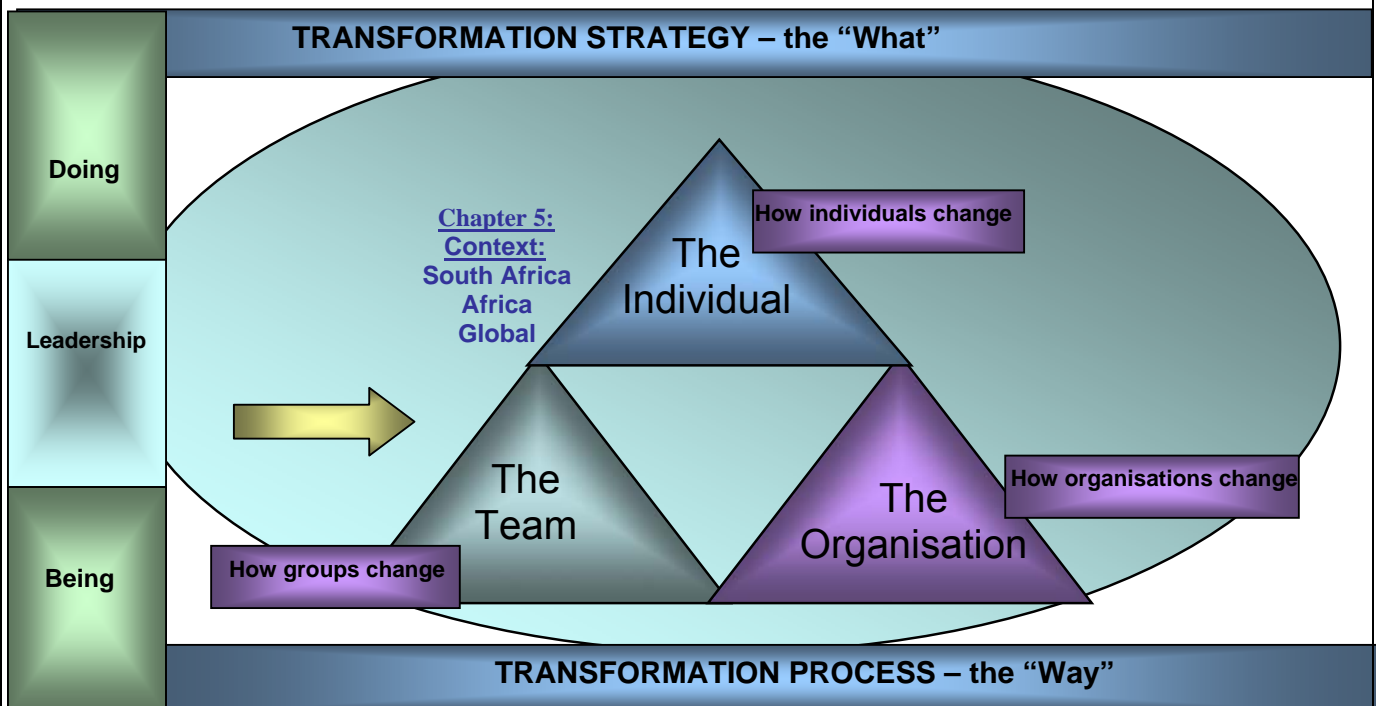 TRANSFORMATION STRATEGY – the “What”
Doing
Leadership
Being
Chapter 5:
Context:
South Africa
Africa
Global
How individuals change
The
Individual
The
Team
How groups change
The
Organisation
How organisations change
TRANSFORMATION PROCESS – the “Way”